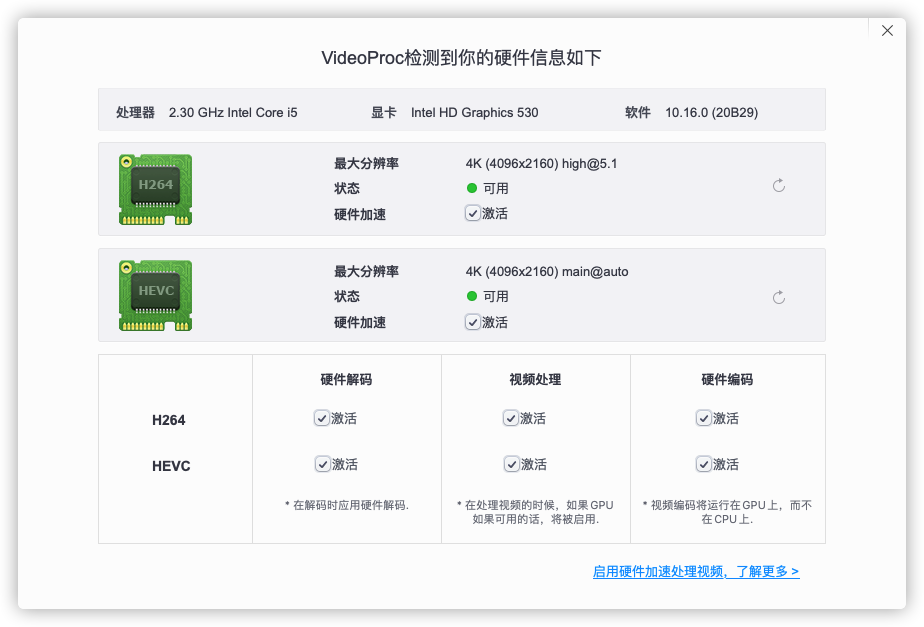 VideoProc检测到你的硬件信息如下
处理器 2.30 GHz Intel Core i5 显卡 Intel HD Graphics 530 软件 10.16.0 (20B29)
H264
最大分辨率 4K (4096x2160) high@5.1
状态 可用
硬件加速 激活
HEVC
最大分辨率 4K (4096x2160) main@auto
状态 可用
硬件加速 激活
硬件解码 视频处理 硬件编码
H264 激活 激活 激活
HEVC 激活 激活 激活
* 在解码时应用硬件解码. * 在处理视频的时候，如果GPU * 视频编码将运行在GPU上，而不
如果可用的话，将被启用. 在CPU上.
启用硬件加速处理视频，了解更多 >